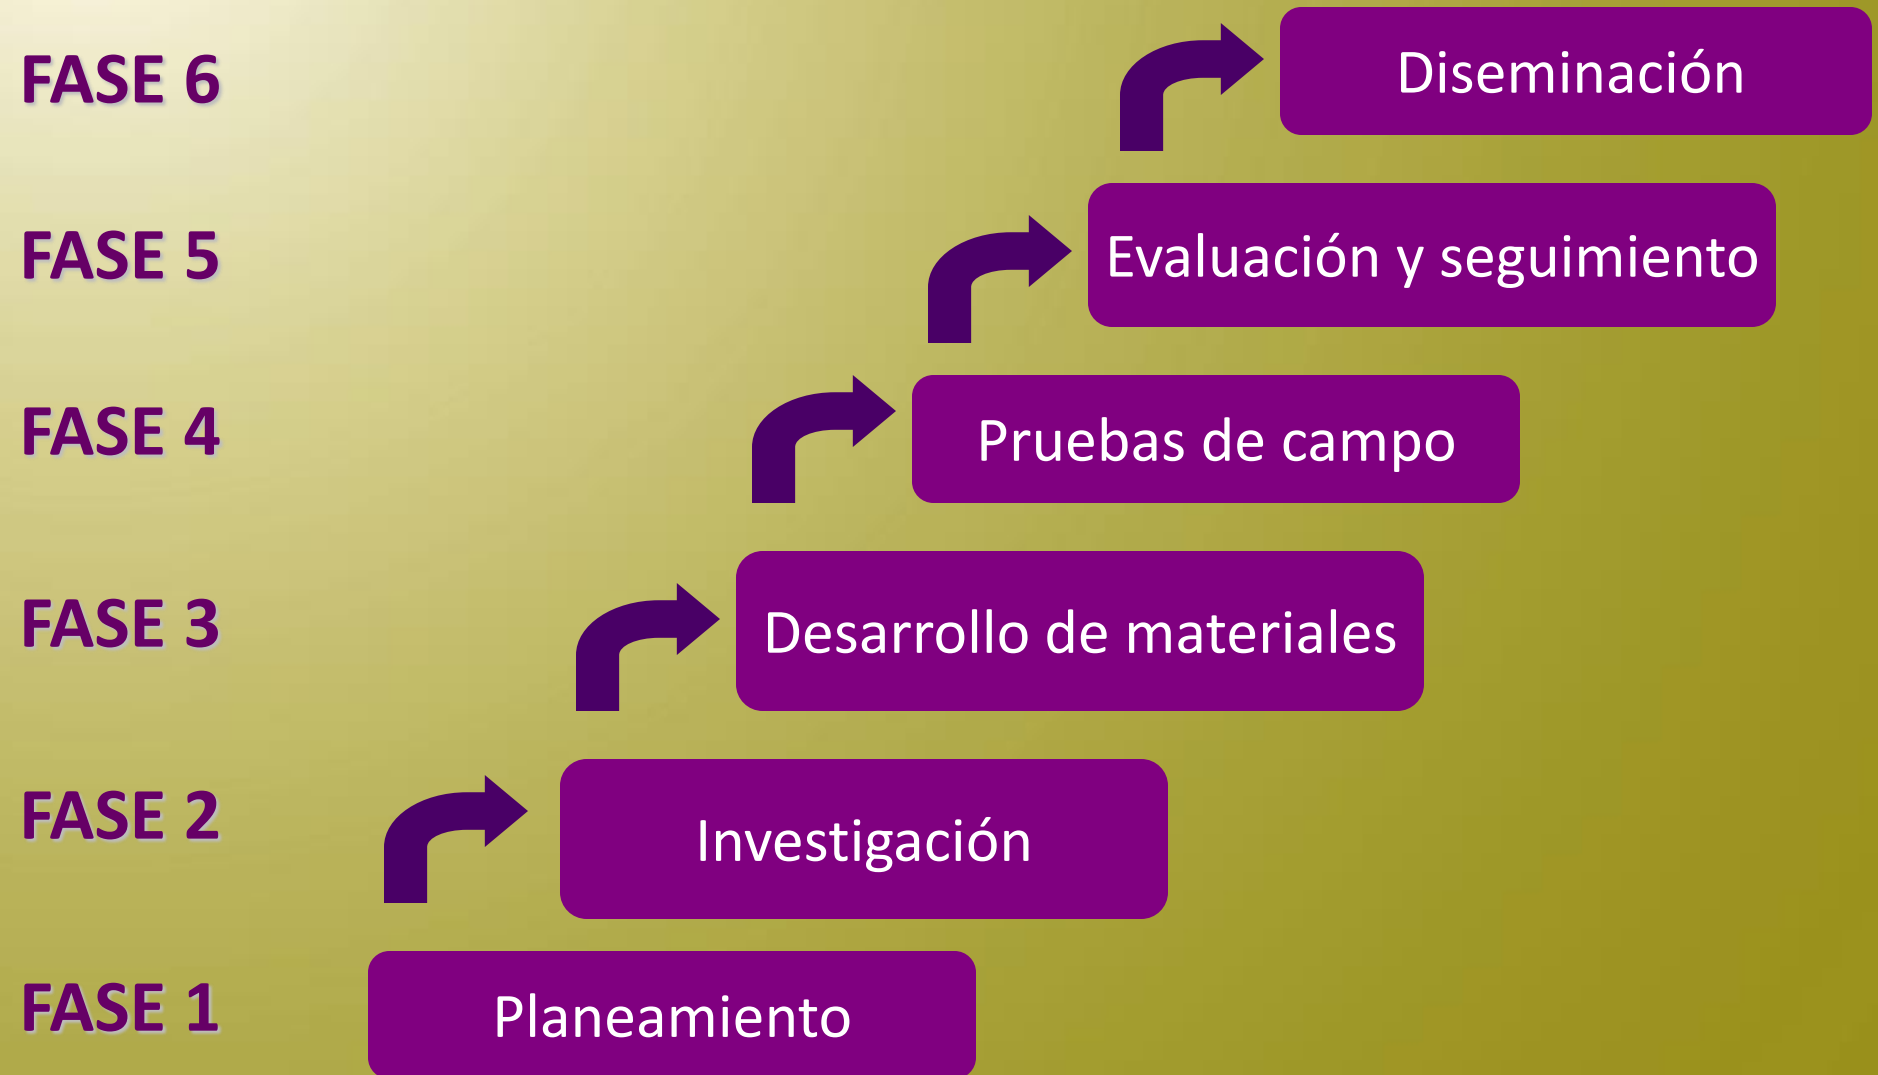 FASE 6
Diseminación
FASE 5
Evaluación y seguimiento
FASE 4
Pruebas de campo
FASE 3
Desarrollo de materiales
FASE 2
Investigación
FASE 1
Planeamiento